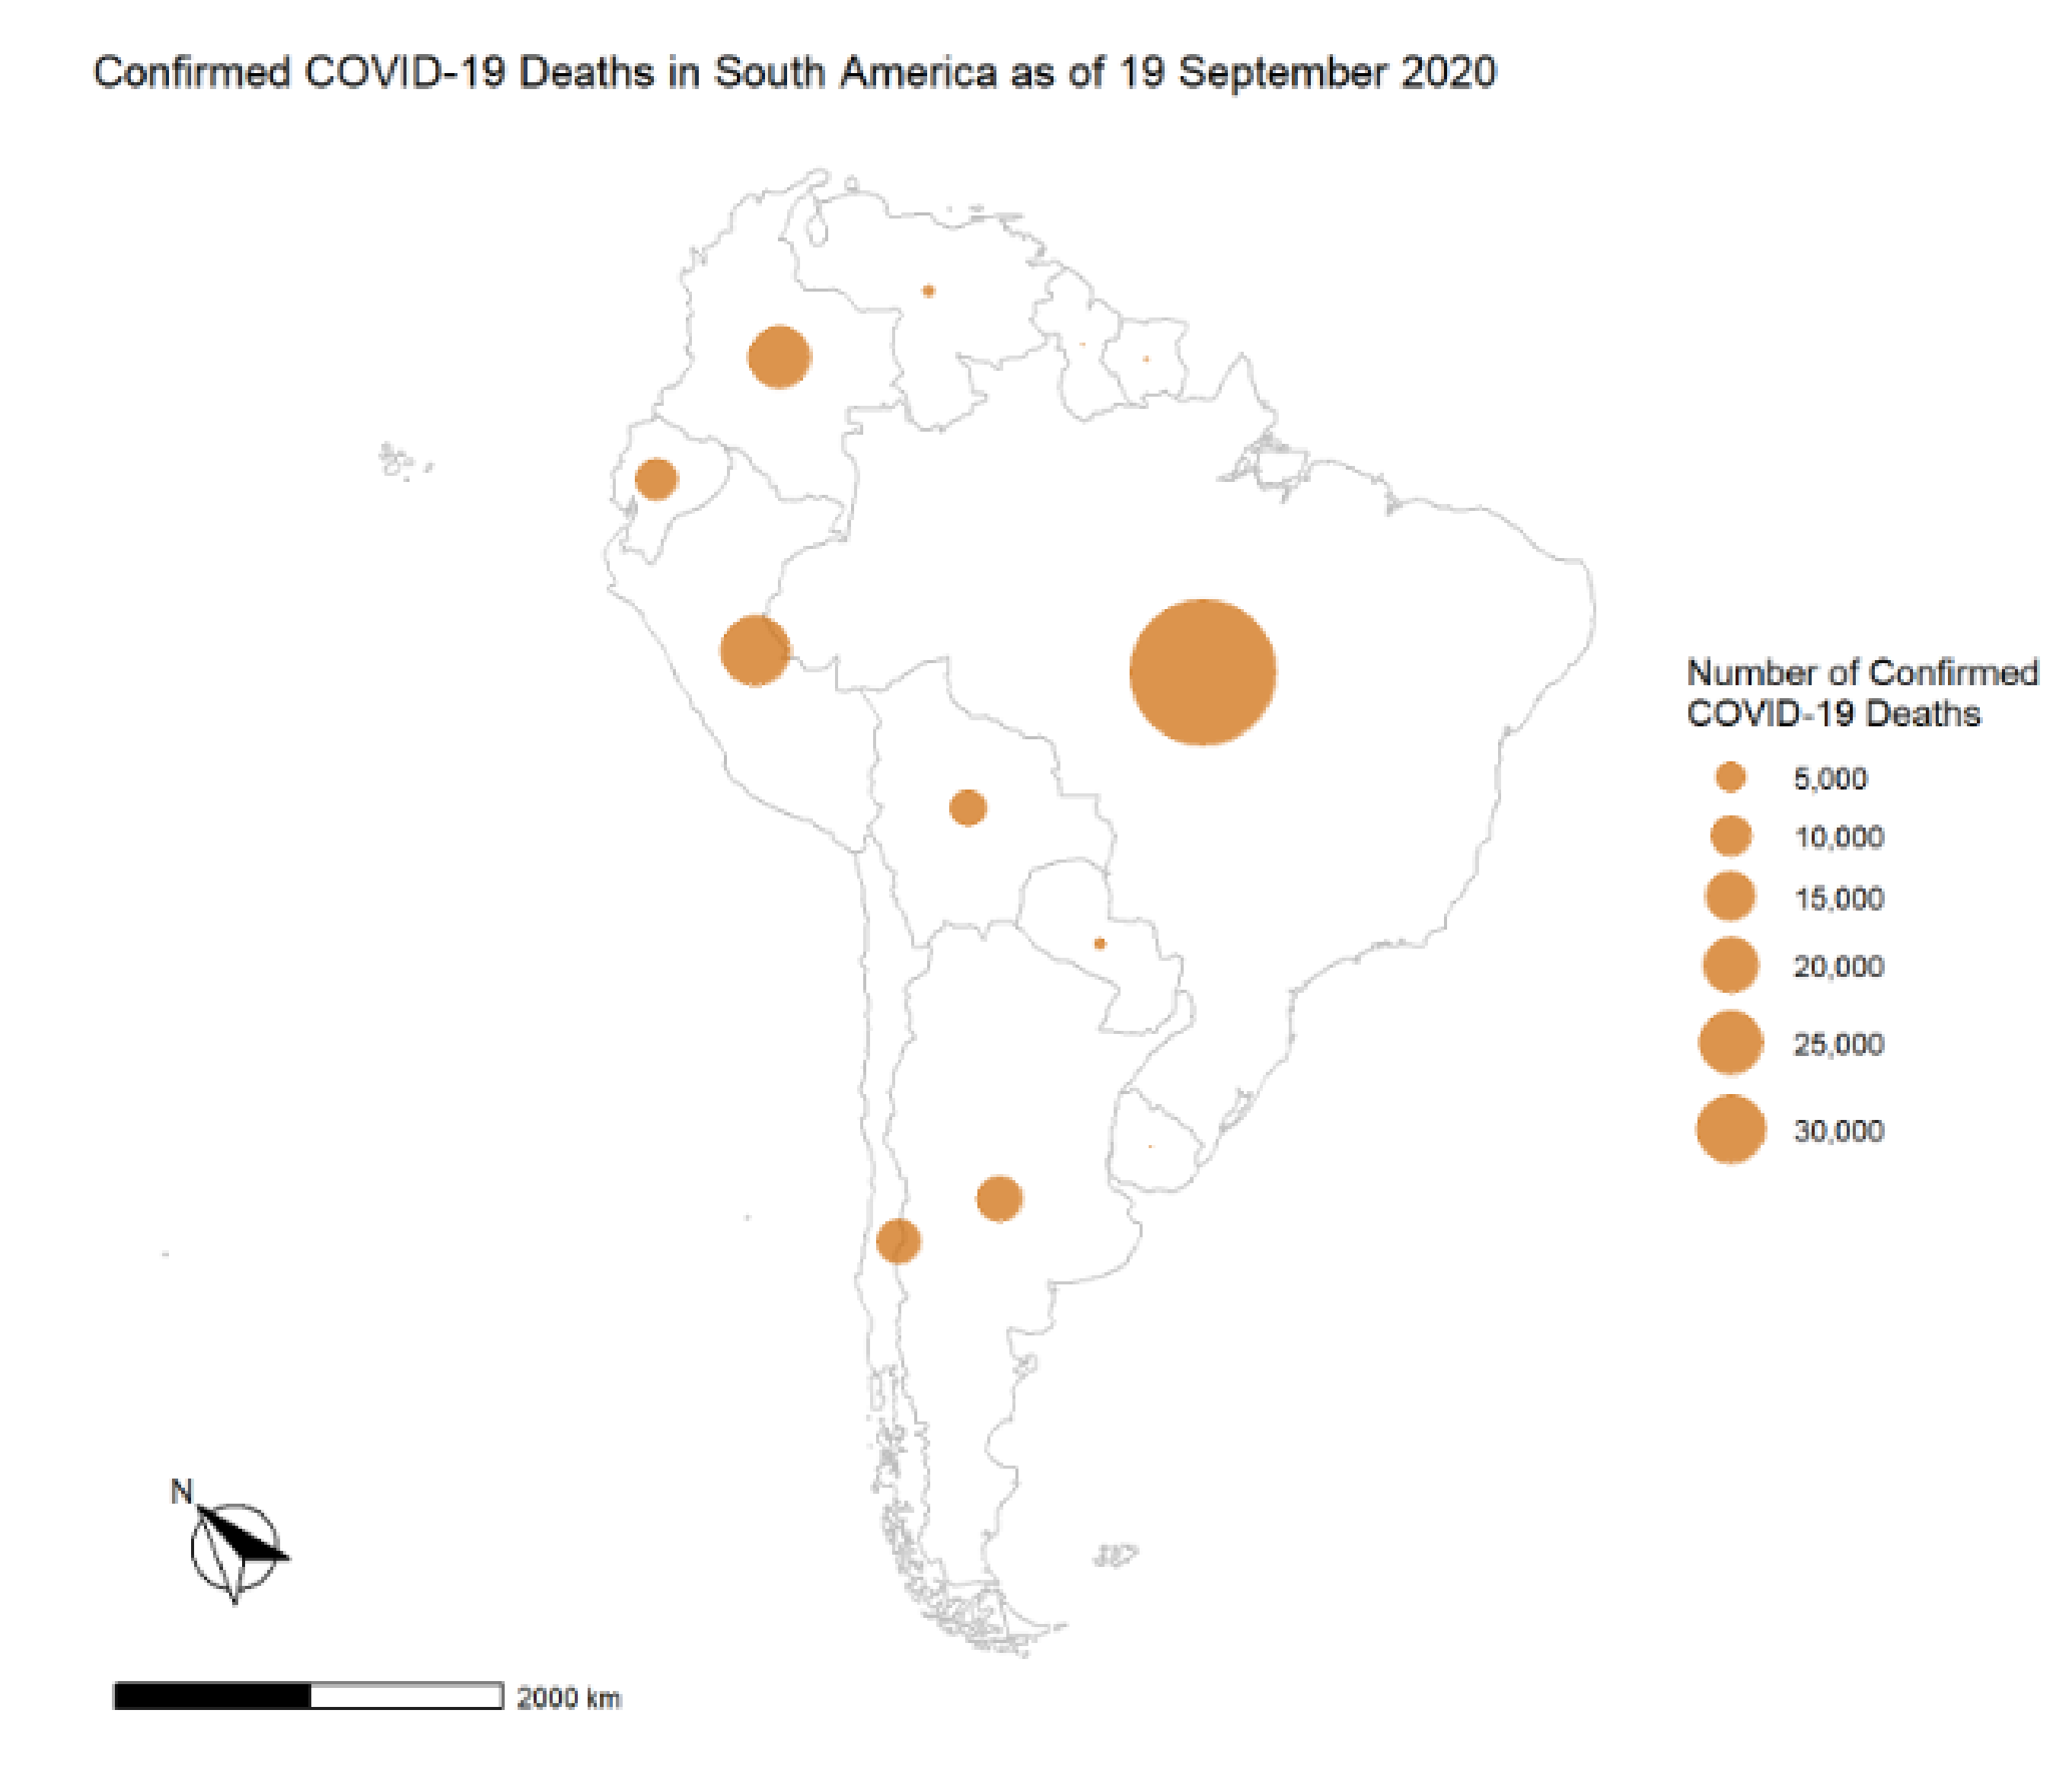 Confirmed COVID-19 Deaths in South America as of 19 September 2020
Number of Confirmed
COVID-19 Deaths
5,000
10,000
15,000
20,000
25,000
30,000
N
2000 km